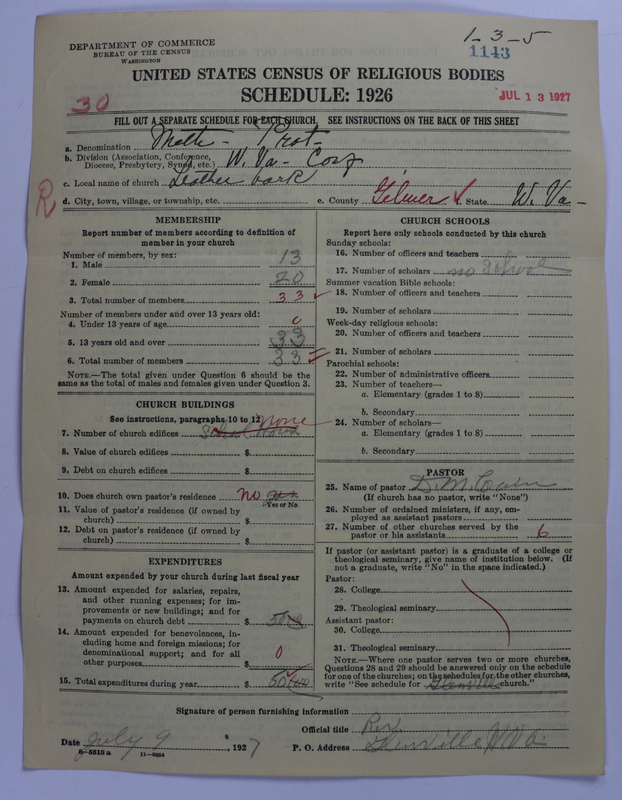 DEPARTMENT OF COMMERCE
BUREAU OF THE CENSUS
WASHINGTON
1-3-5
1143
UNITED STATES CENSUS OF RELIGIOUS BODIES
SCHEDULE: 1926
JUL 13 1927
30
FILL OUT A SEPARATE SCHEDULE FOR EACH CHURCH. SEE INSTRUCTIONS ON THE BACK OF THIS SHEET
a. Denomination Meth - Prot -
b. Division (Association, Conference, Diocese, Presbytery, Synod, etc.) W. Va - Conf
c. Local name of church Leather bark
R
d. City, town, village, or township, etc. e. County Gilmer f. State W. Va -
MEMBERSHIP
Report number of members according to definition of
member in your church
Number of members, by sex:
1. Male 13
2. Female 20
3. Total number of members 33
Number of members under and over 13 years old:
4. Under 13 years of age 0
5. 13 years old and over 33
6. Total number of members 33
NOTE.—The total given under Question 6 should be the
same as the total of males and females given under Question 3.
CHURCH BUILDINGS
See instructions, paragraphs 10 to 12
none
7. Number of church edifices School House
8. Value of church edifices $
9. Debt on church edifices $
10. Does church own pastor's residence no
Yes or No
11. Value of pastor's residence (if owned by
church) $
12. Debt on pastor's residence (if owned by
church) $
EXPENDITURES
Amount expended by your church during last fiscal year
13. Amount expended for salaries, repairs,
and other running expenses; for im-
provements or new buildings; and for
payments on church debt $ 50
14. Amount expended for benevolences, in-
cluding home and foreign missions; for
denominational support; and for all
other purposes 0
15. Total expenditures during year $ 50
CHURCH SCHOOLS
Report here only schools conducted by this church
Sunday schools:
16. Number of officers and teachers
17. Number of scholars no School
Summer vacation Bible schools:
18. Number of officers and teachers
19. Number of scholars
Week-day religious schools:
20. Number of officers and teachers
21. Number of scholars
Parochial schools:
22. Number of administrative officers
23. Number of teachers—
a. Elementary (grades 1 to 8)
b. Secondary
24. Number of scholars—
a. Elementary (grades 1 to 8)
b. Secondary
PASTOR
25. Name of pastor D. M.
(If church has no pastor, write "None")
26. Number of ordained ministers, if any, em-
ployed as assistant pastors
27. Number of other churches served by the
pastor or his assistants 6
If pastor (or assistant pastor) is a graduate of a college or
theological seminary, give name of institution below. (If
not a graduate, write "No" in the space indicated.)
Pastor:
28. College
29. Theological seminary
Assistant pastor:
30. College
31. Theological seminary
NOTE.—Where one pastor serves two or more churches,
Questions 28 and 29 should be answered only on the schedule
for one of the churches; on the schedules for the other churches,
write "See schedule for Glenville church."
Signature of person furnishing information
Official title Rev
Date July 9, 1927 P. O. Address Glenville W Va
8-5513a 11-9564